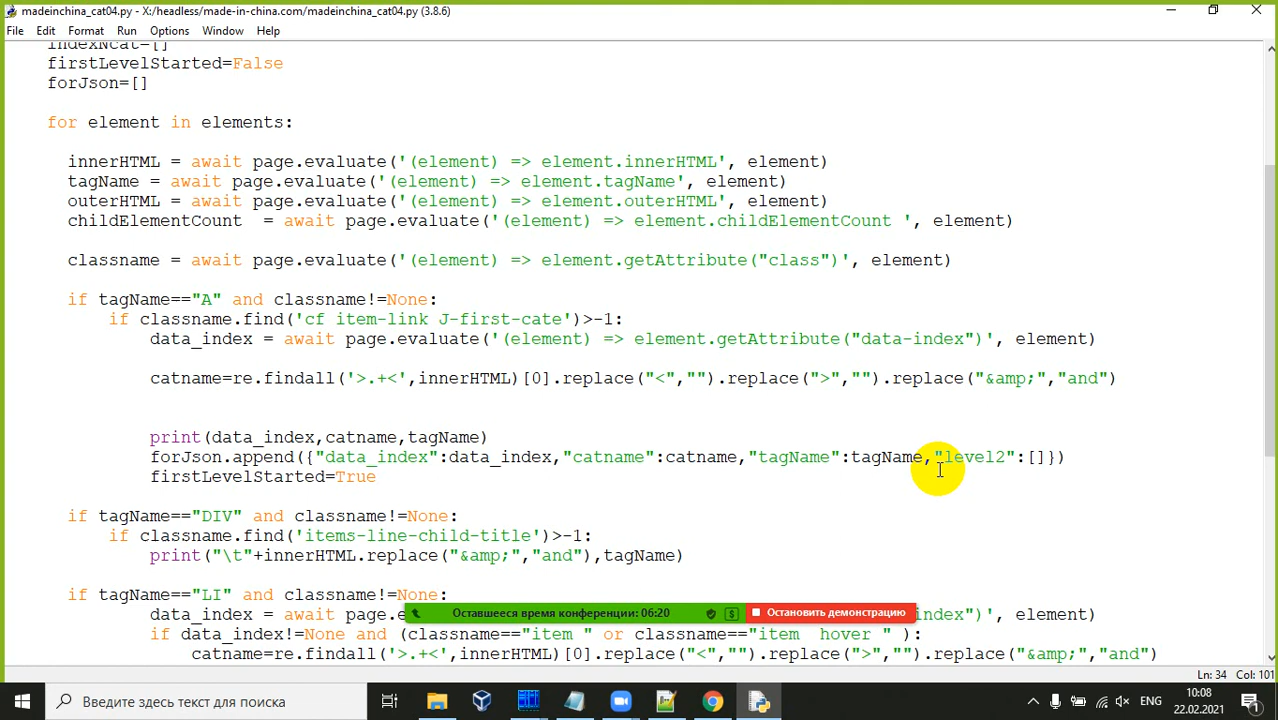 madeinchina_cat04.py - X:/headless/made-in-china.com/madeinchina_cat04.py (3.8.6)
File Edit Format Run Options Window Help
indexNcat=[]
firstLevelStarted=False
forJson=[]
for element in elements:
innerHTML = await page.evaluate('(element) => element.innerHTML', element)
tagName = await page.evaluate('(element) => element.tagName', element)
outerHTML = await page.evaluate('(element) => element.outerHTML', element)
childElementCount  = await page.evaluate('(element) => element.childElementCount ', element)
classname = await page.evaluate('(element) => element.getAttribute("class")', element)
if tagName=="A" and classname!=None:
if classname.find('cf item-link J-first-cate')>-1:
data_index = await page.evaluate('(element) => element.getAttribute("data-index")', element)
catname=re.findall('>.+<',innerHTML)[0].replace("<","").replace(">","").replace("&amp;","and")
print(data_index,catname,tagName)
forJson.append({"data_index":data_index,"catname":catname,"tagName":tagName,"level2":[]})
firstLevelStarted=True
if tagName=="DIV" and classname!=None:
if classname.find('items-line-child-title')>-1:
print("\t"+innerHTML.replace("&amp;","and"),tagName)
if tagName=="LI" and classname!=None:
data_index = await page.e index")', element)
Оставшееся время конференции: 06:20 $ Остановить демонстрацию
if data_index!=None and (classname=="item " or classname=="item  hover " ):
catname=re.findall('>.+<',innerHTML)[0].replace("<","").replace(">","").replace("&amp;","and")
Ln: 34 Col: 101
Введите здесь текст для поиска
ENG
10:08
22.02.2021
1